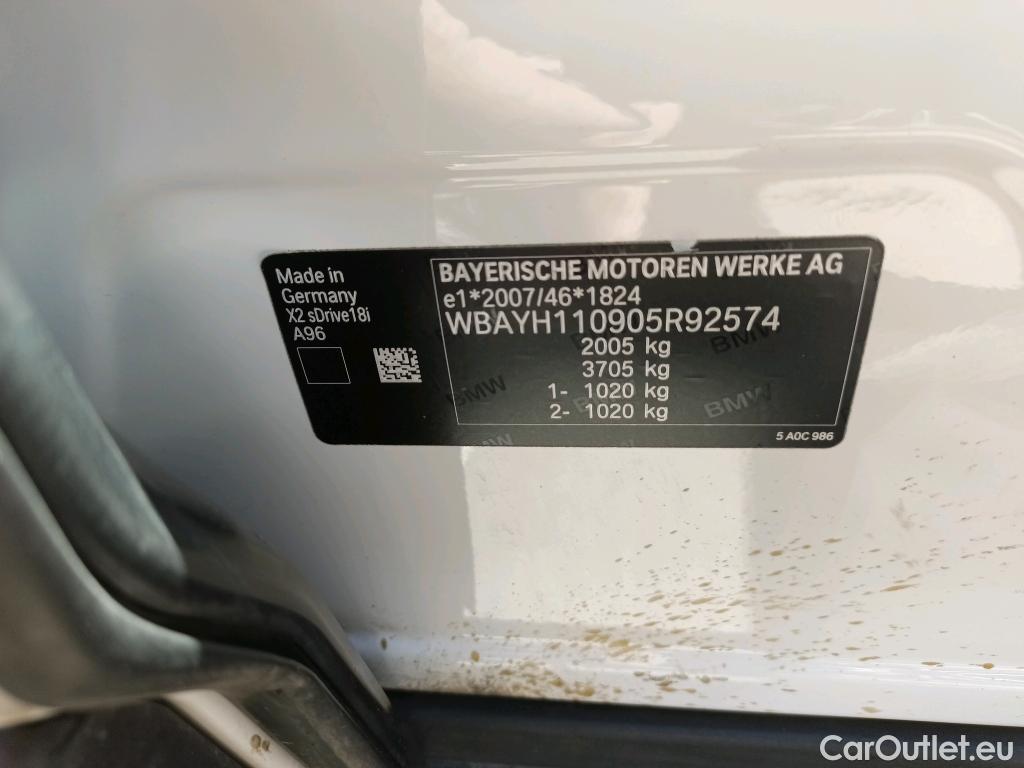 Made in
Germany
X2 sDrive18i
A96
BAYERISCHE MOTOREN WERKE AG
e1*2007/46*1824
WBAYH110905R92574
2005 kg
3705 kg
1- 1020 kg
2- 1020 kg
BMW
BMW
BMW
BMW
5 A0C 986
CarOutlet.eu